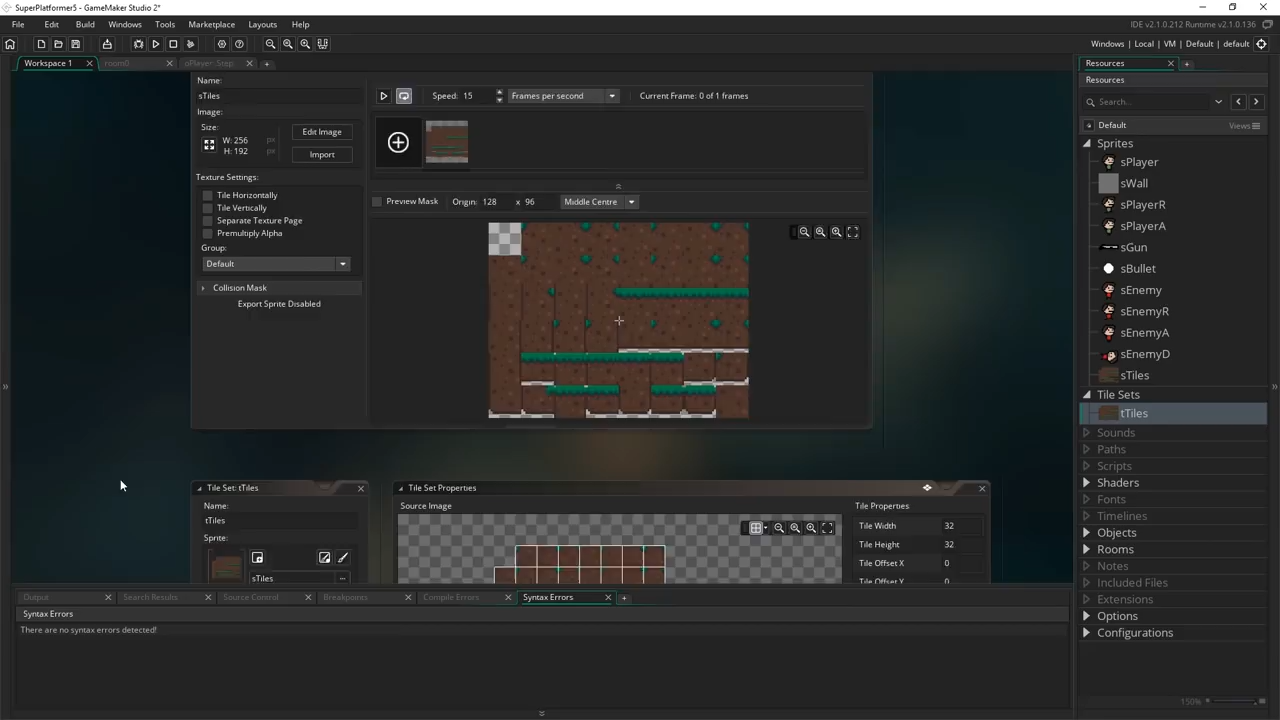 SuperPlatformer5 - GameMaker Studio 2*
File Edit Build Windows Tools Marketplace Layouts Help
IDE v2.1.0.212 Runtime v2.1.0.136
Windows | Local | VM | Default | default
Workspace 1 room0 oPlayer: Step
Name:
sTiles
Image:
Size:
W: 256 px
H: 192 px
Edit Image
Import
Texture Settings:
Tile Horizontally
Tile Vertically
Separate Texture Page
Premultiply Alpha
Group:
Default
Collision Mask
Export Sprite Disabled
Speed: 15 Frames per second Current Frame: 0 of 1 frames
Preview Mask Origin: 128 x 96 Middle Centre
Tile Set: tTiles
Name:
tTiles
Sprite:
sTiles
...
Tile Set Properties
Source Image
Tile Properties:
Tile Width 32
Tile Height 32
Tile Offset X 0
Tile Offset Y 0
Output Search Results Source Control Breakpoints Compile Errors Syntax Errors
Syntax Errors
There are no syntax errors detected!
Resources
Resources
Search...
Default Views
Sprites
sPlayer
sWall
sPlayerR
sPlayerA
sGun
sBullet
sEnemy
sEnemyR
sEnemyA
sEnemyD
sTiles
Tile Sets
tTiles
Sounds
Paths
Scripts
Shaders
Fonts
Timelines
Objects
Rooms
Notes
Included Files
Extensions
Options
Configurations
150%